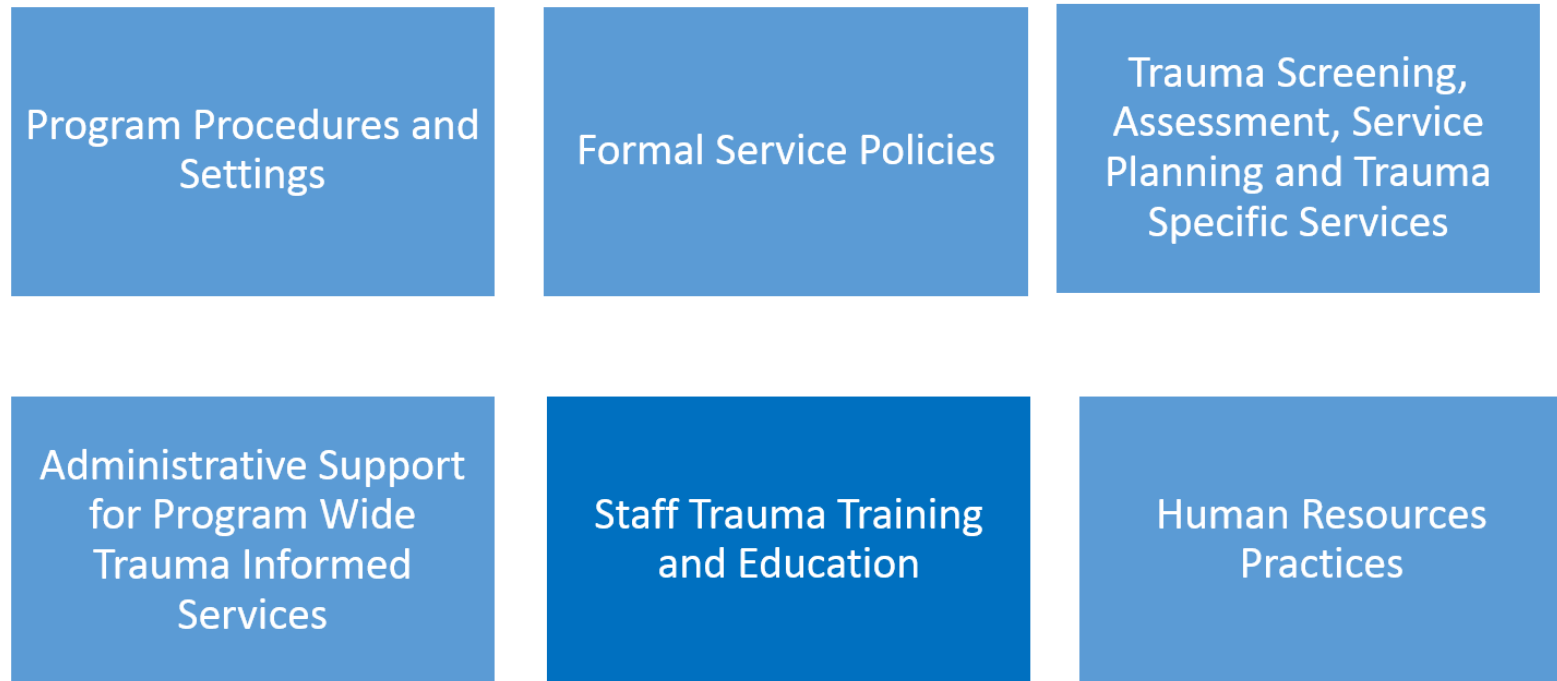 Program Procedures and
Settings
Formal Service Policies
Trauma Screening,
Assessment, Service
Planning and Trauma
Specific Services
Administrative Support
for Program Wide
Trauma Informed
Services
Staff Trauma Training
and Education
Human Resources
Practices